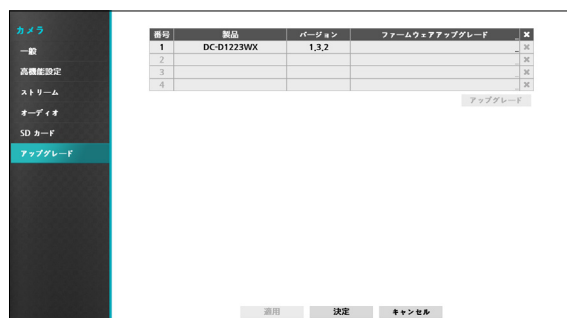 カメラ
一般
高機能設定
ストリーム
オーディオ
SD カード
アップグレード
番号 製品 バージョン ファームウェアアップグレード ... ✖
1 DC-D1223WX 1,3,2 ... ✖
2 ... ✖
3 ... ✖
4 ... ✖
アップグレード
適用 決定 キャンセル